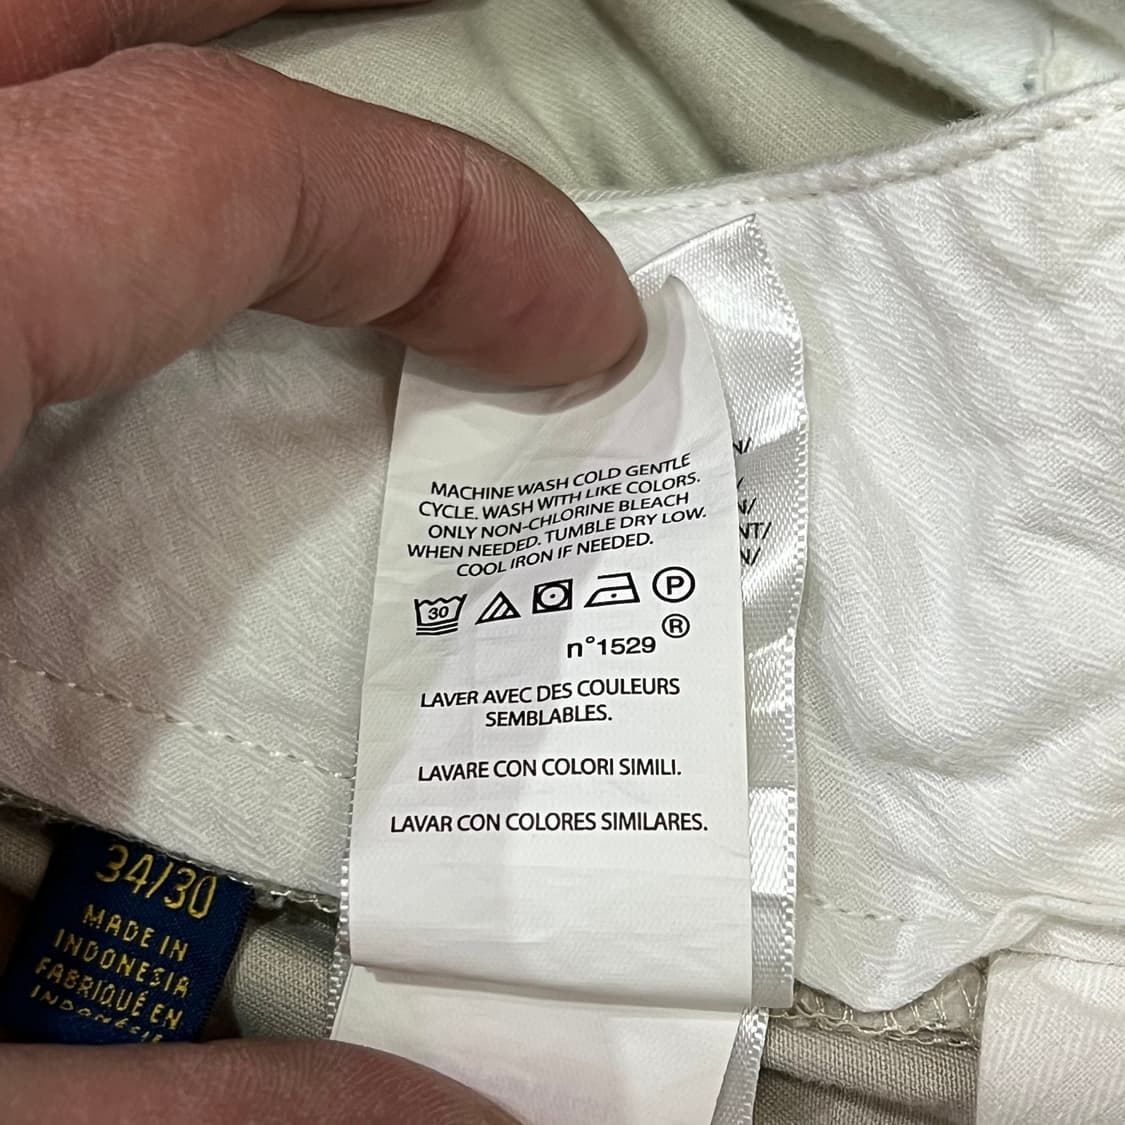 MACHINE WASH COLD GENTLE
CYCLE. WASH WITH LIKE COLORS.
ONLY NON-CHLORINE BLEACH
WHEN NEEDED. TUMBLE DRY LOW.
COOL IRON IF NEEDED.
30 P
n°1529 ®
LAVER AVEC DES COULEURS
SEMBLABLES.
LAVARE CON COLORI SIMILI.
LAVAR CON COLORES SIMILARES.
N/
/
N/
NT/
N/
34/30
MADE IN
INDONESIA
FABRIQUÉ EN
INDONÉSIE